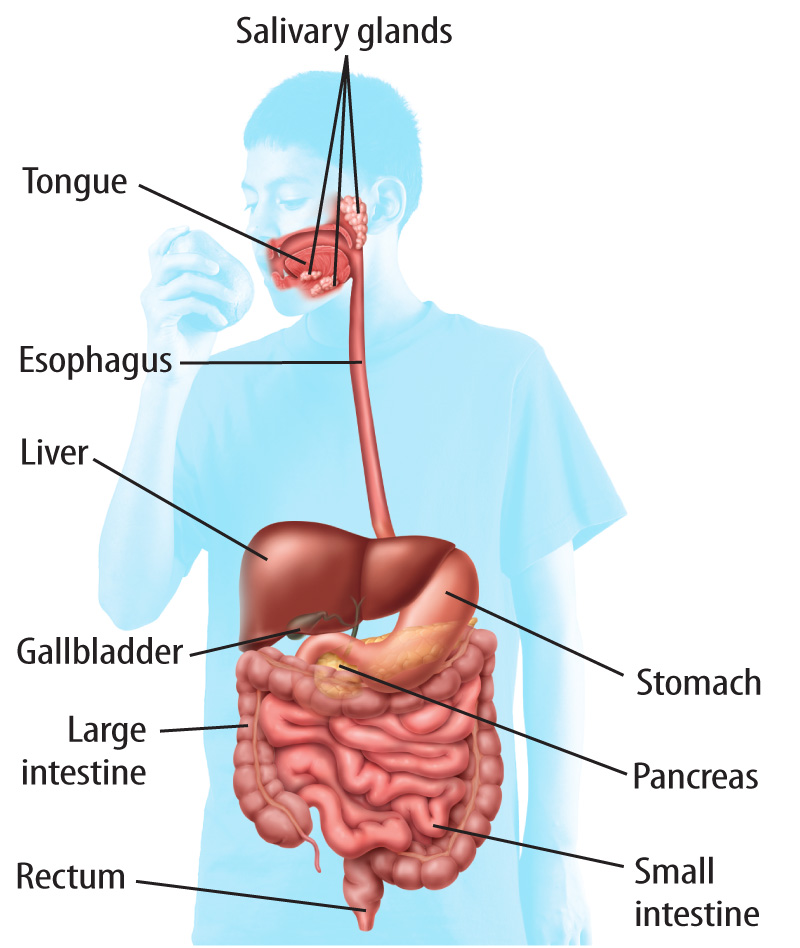 Salivary glands
Tongue
Esophagus
Liver
Gallbladder
Stomach
Large
intestine
Pancreas
Rectum
Small
intestine